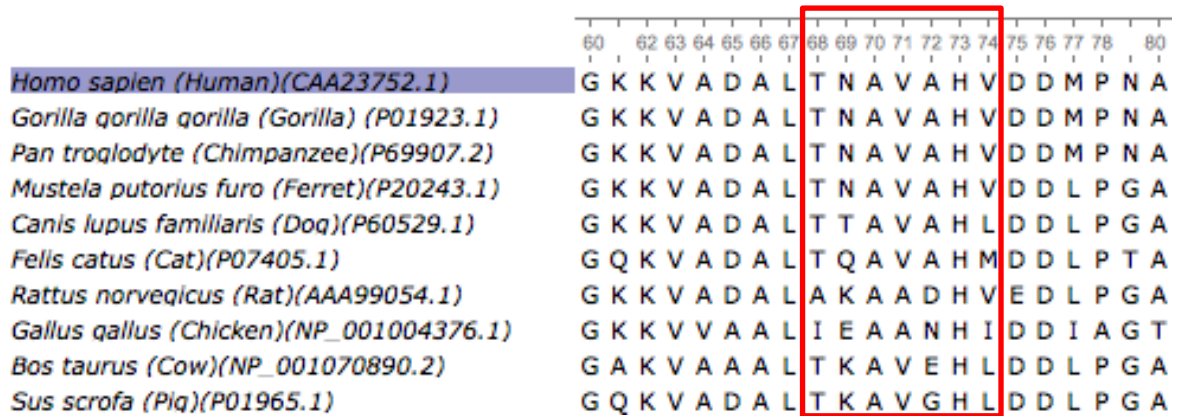 60 62 63 64 65 66 67 68 69 70 71 72 73 74 75 76 77 78 80
Homo sapien (Human)(CAA23752.1) G K K V A D A L T N A V A H V D D M P N A
Gorilla gorilla gorilla (Gorilla) (P01923.1) G K K V A D A L T N A V A H V D D M P N A
Pan troglodyte (Chimpanzee)(P69907.2) G K K V A D A L T N A V A H V D D M P N A
Mustela putorius furo (Ferret)(P20243.1) G K K V A D A L T N A V A H V D D L P G A
Canis lupus familiaris (Dog)(P60529.1) G K K V A D A L T T A V A H L D D L P G A
Felis catus (Cat)(P07405.1) G Q K V A D A L T Q A V A H M D D L P T A
Rattus norvegicus (Rat)(AAA99054.1) G K K V A D A L A K A A D H V E D L P G A
Gallus gallus (Chicken)(NP_001004376.1) G K K V V A A L I E A A N H I D D I A G T
Bos taurus (Cow)(NP_001070890.2) G A K V A A A L T K A V E H L D D L P G A
Sus scrofa (Pig)(P01965.1) G Q K V A D A L T K A V G H L D D L P G A